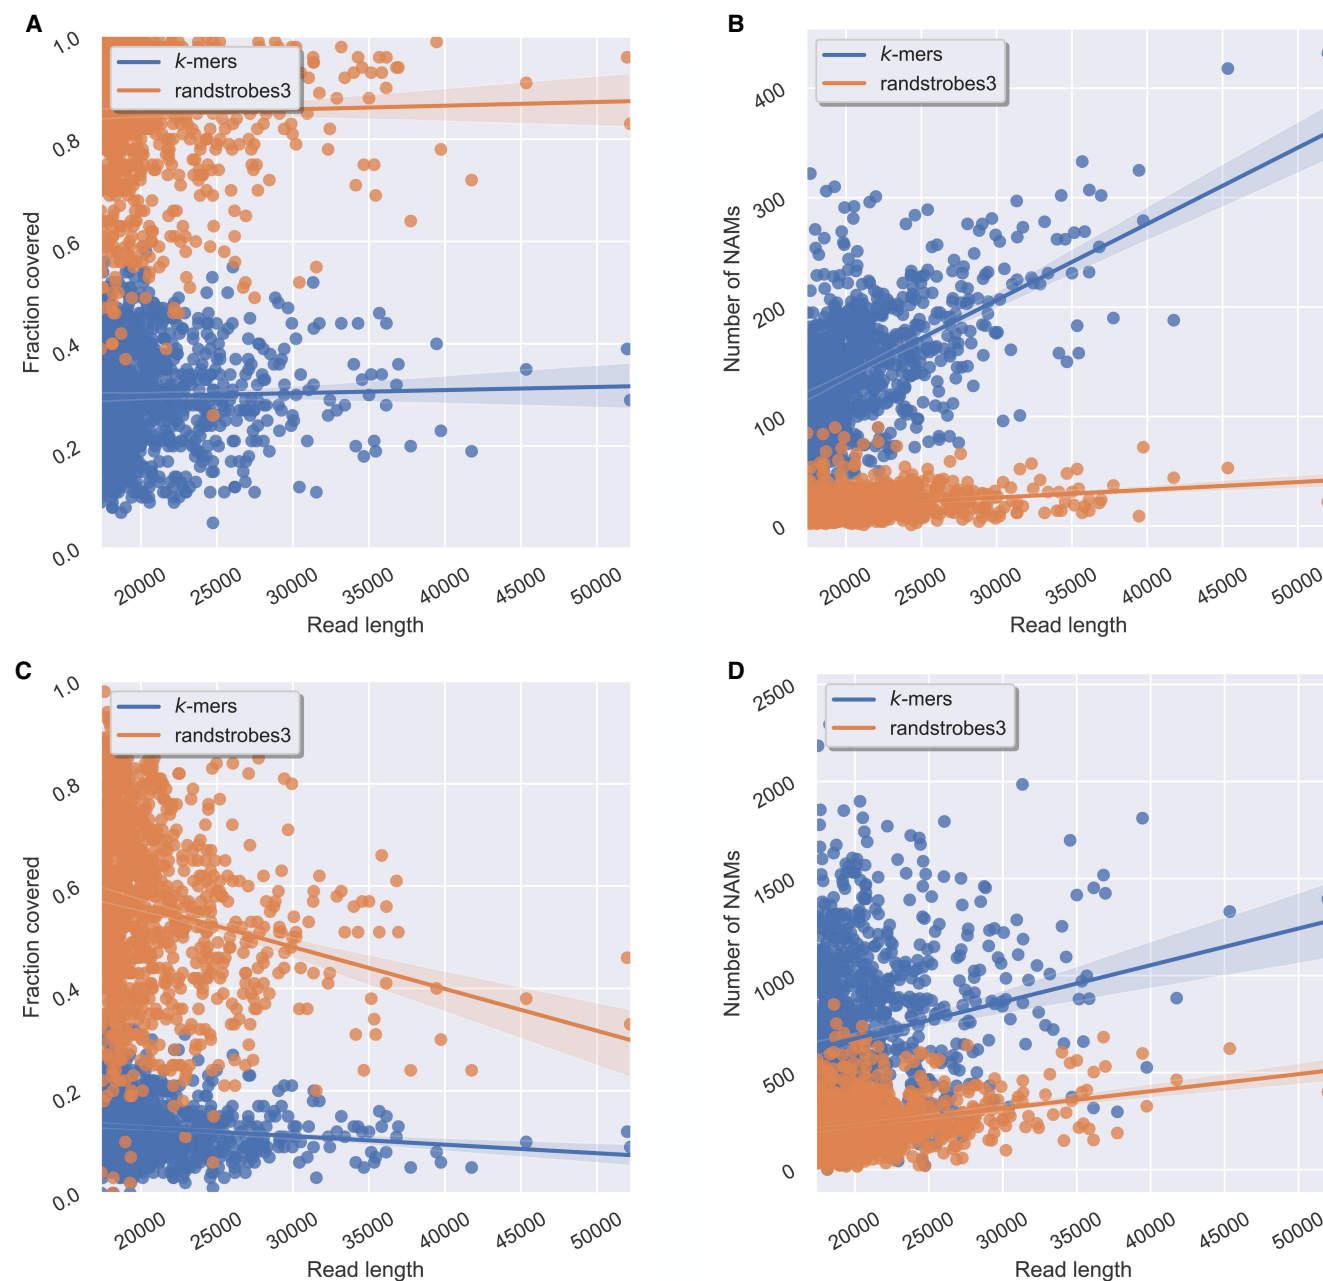 A
1.0
0.8
0.6
0.4
0.2
0.0
Fraction covered
k-mers
randstrobes3
20000
25000
30000
35000
40000
45000
50000
Read length
B
400
300
200
100
0
Number of NAMs
k-mers
randstrobes3
20000
25000
30000
35000
40000
45000
50000
Read length
C
1.0
0.8
0.6
0.4
0.2
0.0
Fraction covered
k-mers
randstrobes3
20000
25000
30000
35000
40000
45000
50000
Read length
D
2500
2000
1500
1000
500
0
Number of NAMs
k-mers
randstrobes3
20000
25000
30000
35000
40000
45000
50000
Read length